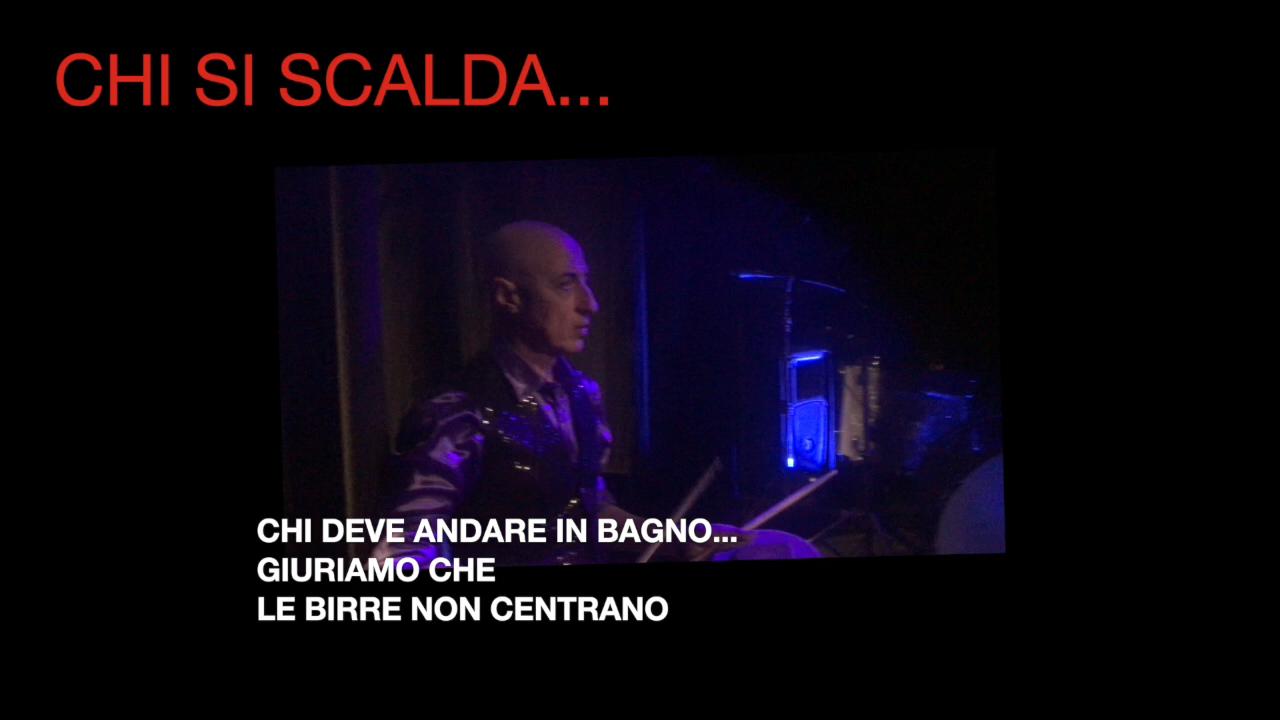 CHI SI SCALDA...
CHI DEVE ANDARE IN BAGNO...
GIURIAMO CHE
LE BIRRE NON CENTRANO